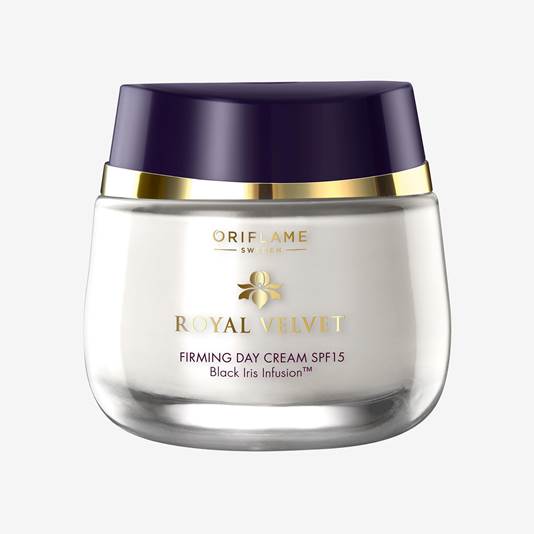 ORIFLAME
SWEDEN
ROYAL VELVET
FIRMING DAY CREAM SPF15
Black Iris Infusion™